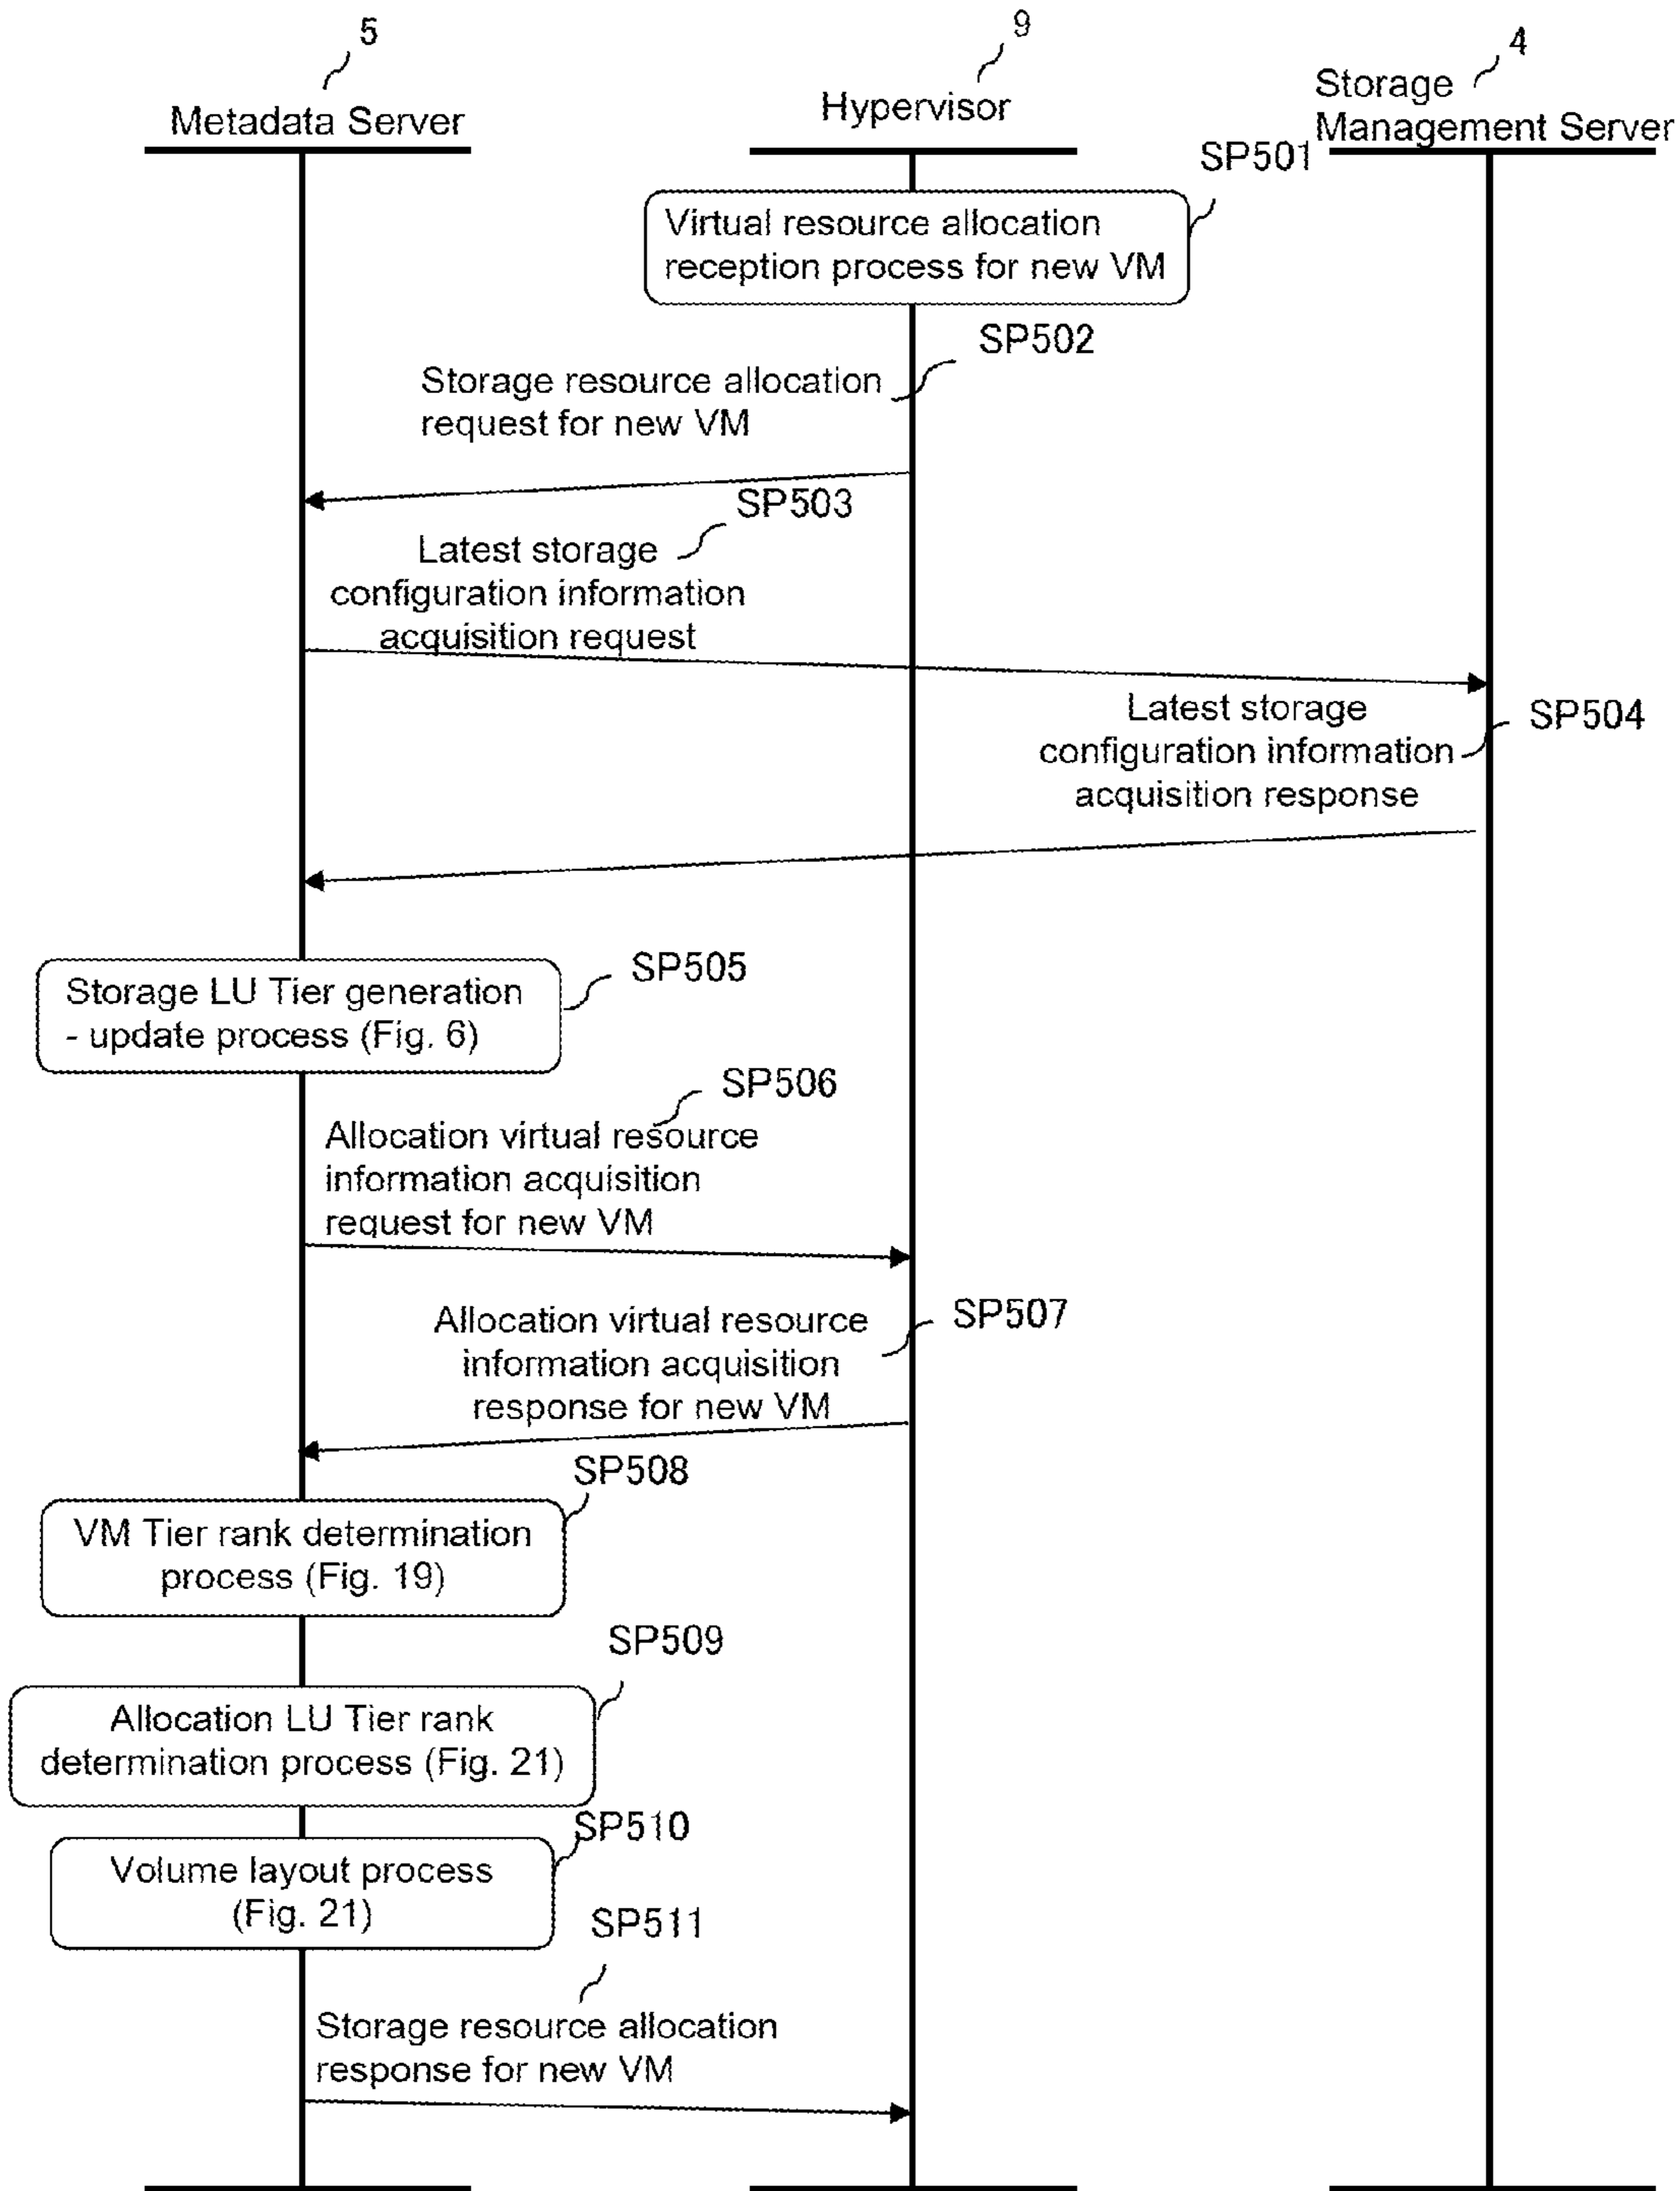 5
Metadata Server
9
Hypervisor
4
Storage
Management Server
SP501
Virtual resource allocation
reception process for new VM
SP502
Storage resource allocation
request for new VM
SP503
Latest storage
configuration information
acquisition request
SP504
Latest storage
configuration information
acquisition response
SP505
Storage LU Tier generation
- update process (Fig. 6)
SP506
Allocation virtual resource
information acquisition
request for new VM
SP507
Allocation virtual resource
information acquisition
response for new VM
SP508
VM Tier rank determination
process (Fig. 19)
SP509
Allocation LU Tier rank
determination process (Fig. 21)
SP510
Volume layout process
(Fig. 21)
SP511
Storage resource allocation
response for new VM